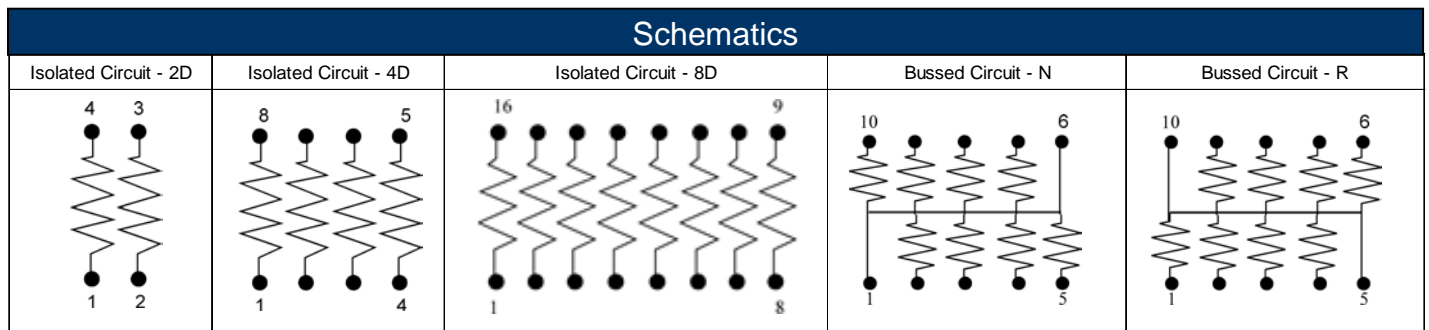 Schematics
Isolated Circuit - 2D
Isolated Circuit - 4D
Isolated Circuit - 8D
Bussed Circuit - N
Bussed Circuit - R
4 3
1 2
8 5
1 4
16 9
1 8
10 6
1 5
10 6
1 5